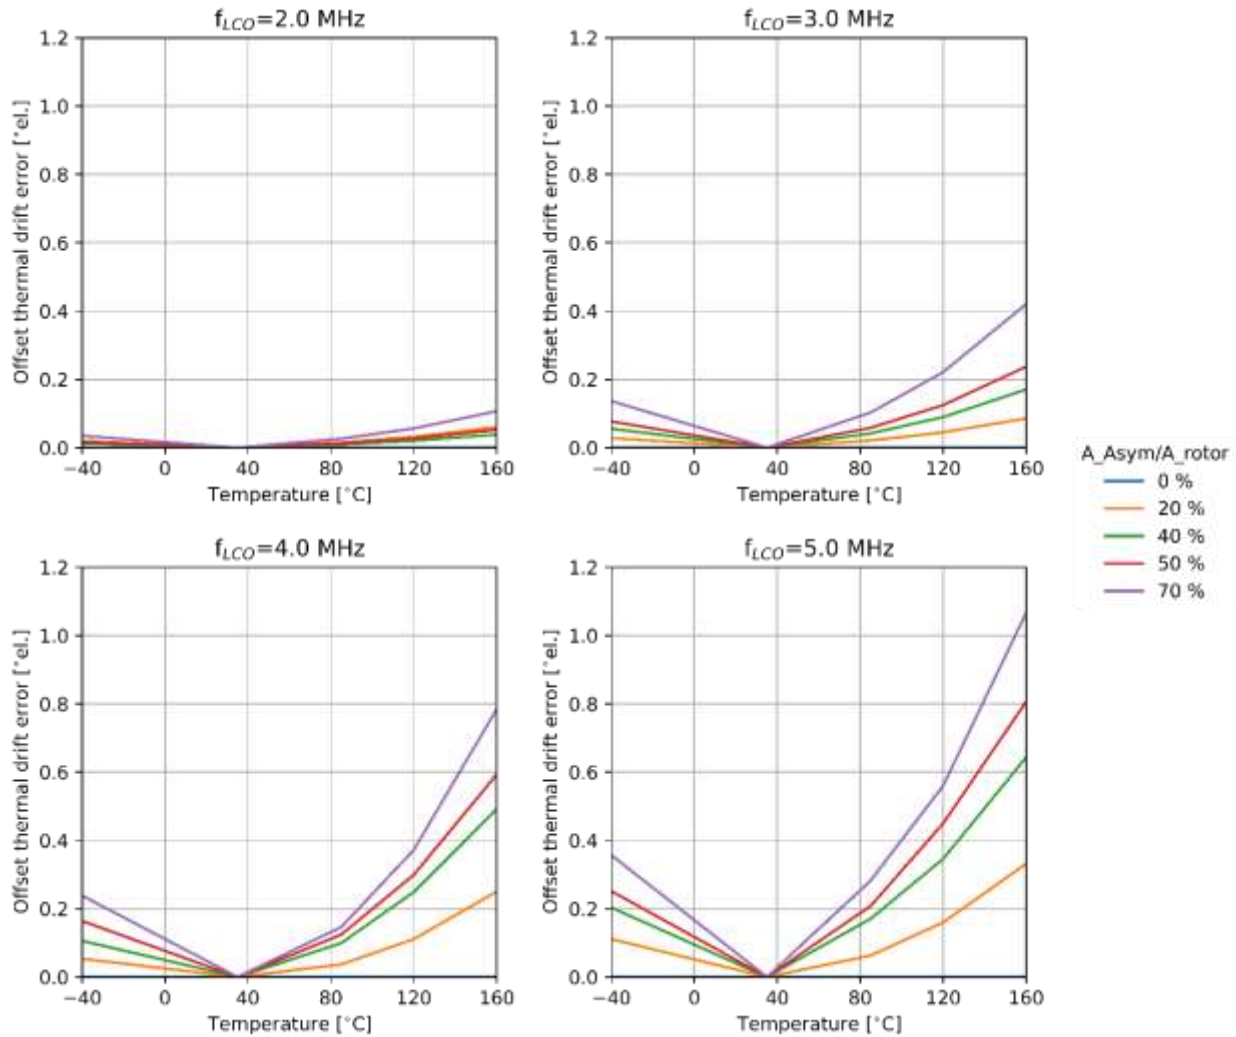 f_LCO=2.0 MHz
1.2
1.0
0.8
0.6
0.4
0.2
0.0
Offset thermal drift error [°el.]
−40 0 40 80 120 160
Temperature [°C]
f_LCO=3.0 MHz
1.2
1.0
0.8
0.6
0.4
0.2
0.0
Offset thermal drift error [°el.]
−40 0 40 80 120 160
Temperature [°C]
f_LCO=4.0 MHz
1.2
1.0
0.8
0.6
0.4
0.2
0.0
Offset thermal drift error [°el.]
−40 0 40 80 120 160
Temperature [°C]
f_LCO=5.0 MHz
1.2
1.0
0.8
0.6
0.4
0.2
0.0
Offset thermal drift error [°el.]
−40 0 40 80 120 160
Temperature [°C]
A_Asym/A_rotor
0 %
20 %
40 %
50 %
70 %